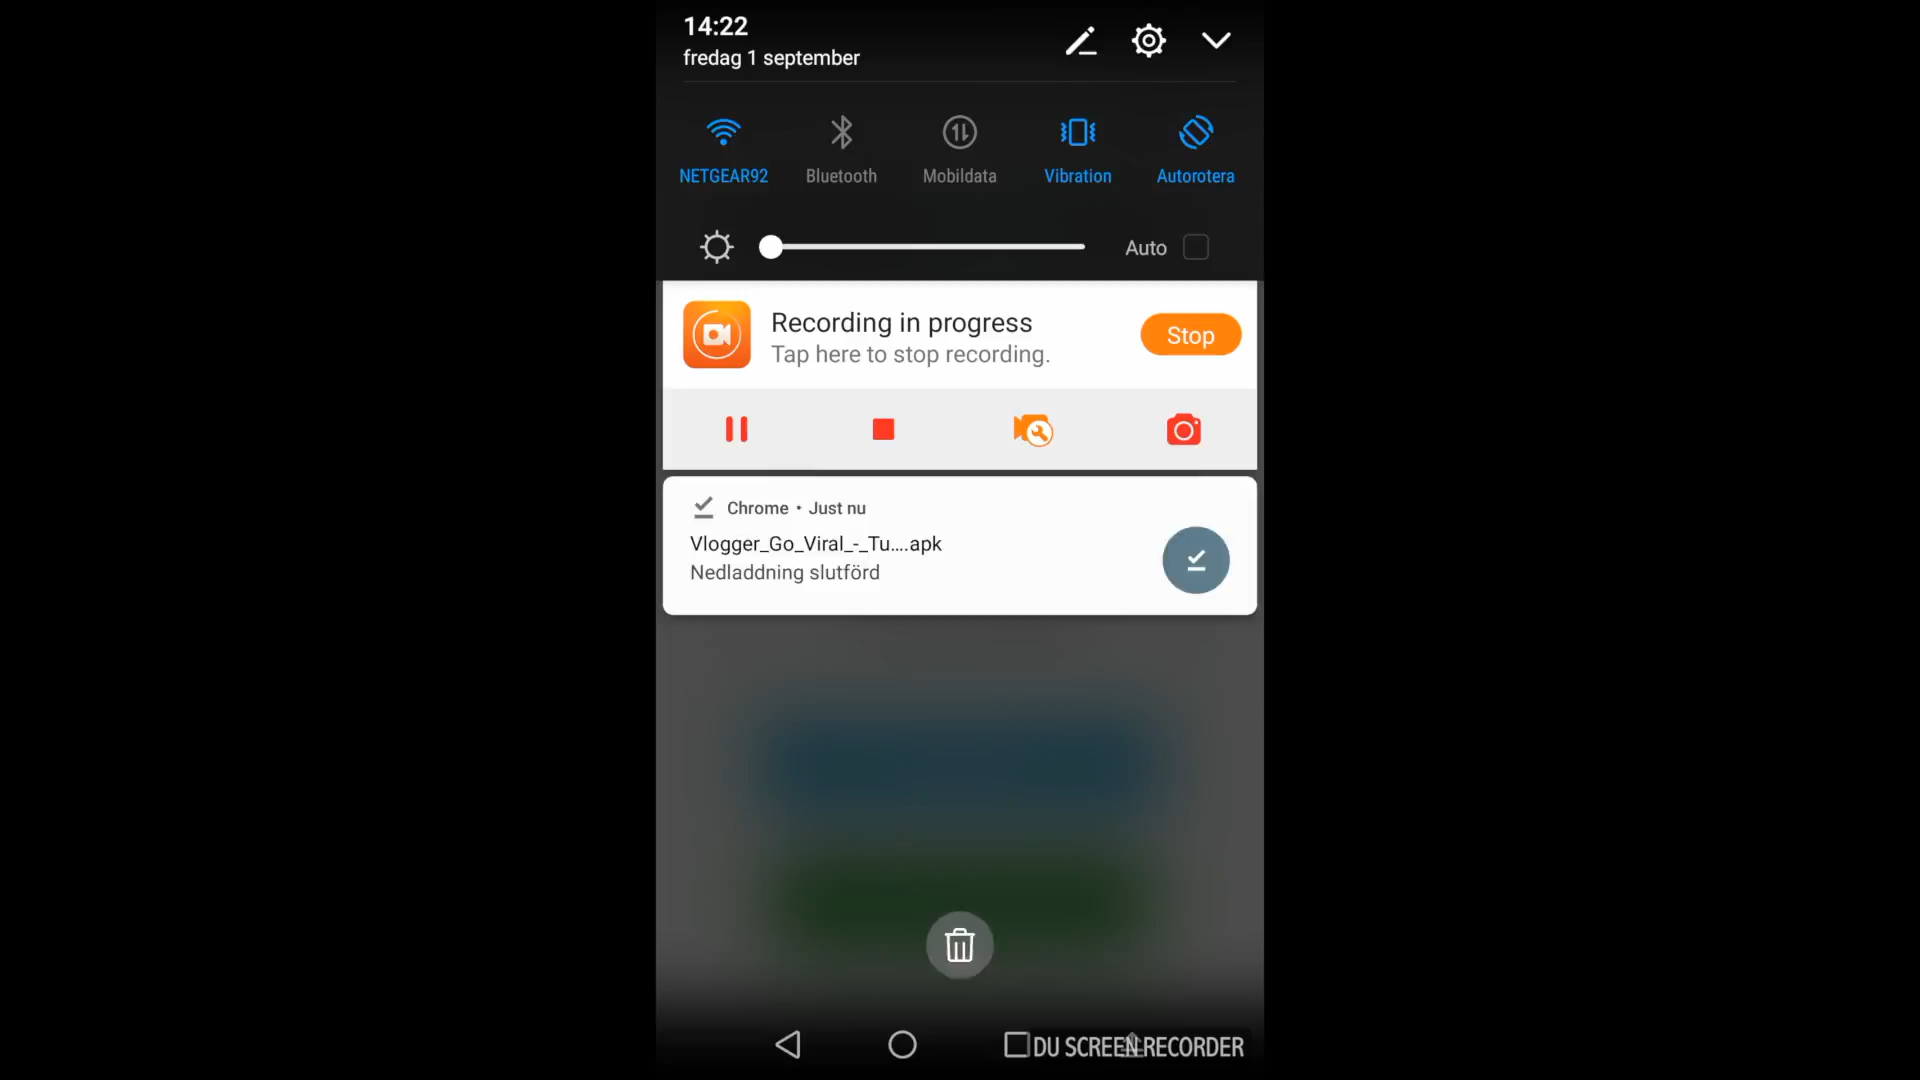 14:22
fredag 1 september
NETGEAR92
Bluetooth
Mobildata
Vibration
Autorotera
Auto
Recording in progress
Tap here to stop recording.
Stop
Chrome • Just nu
Vlogger_Go_Viral_-_Tu....apk
Nedladdning slutförd
DU SCREEN RECORDER